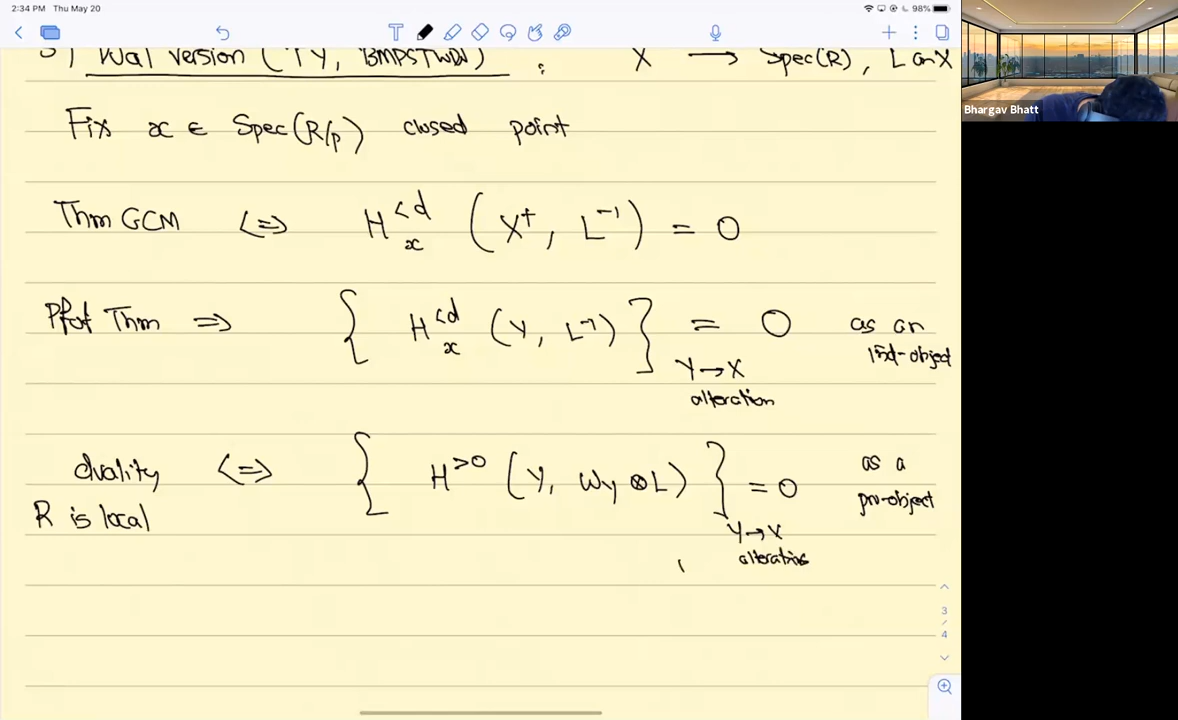 2:34 PM Thu May 20
98%
Dual version (TY, BMPSTWW) : X → Spec(R), L on X
Bhargav Bhatt
Fix x ∈ Spec(R/p) closed point
Thm GCM <=> H^{<d}_x (X^+, L^{-1}) = 0
Pf of Thm => { H^{<d}_x (Y, L^{-1}) }_{Y→X alteration} = 0 as an ind-object
duality <=> { H^{>0} (Y, ω_Y ⊗ L) }_{Y→X alterations} = 0 as a pro-object
R is local
3 / 4